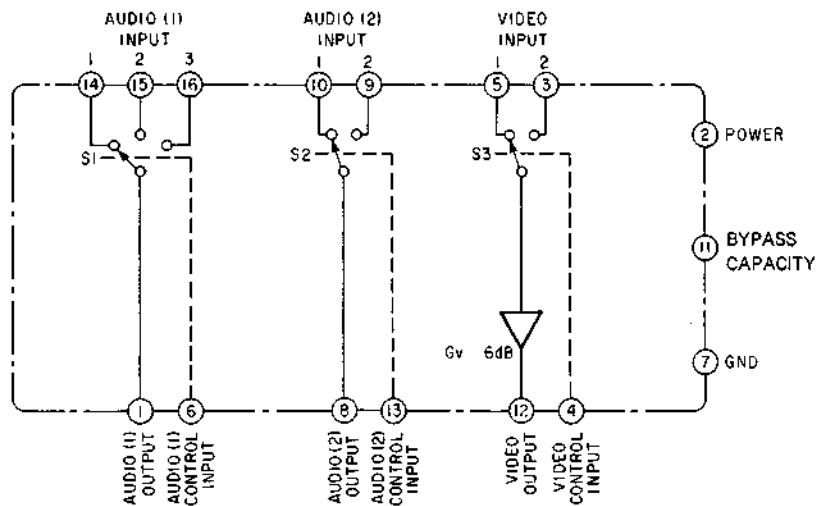 AUDIO (1)
INPUT
AUDIO (2)
INPUT
VIDEO
INPUT
1 2 3
1 2
1 2
14 15 16
10 9
5 3
S1
S2
S3
2 POWER
11 BYPASS
CAPACITY
Gv 6dB
7 GND
1 6 8 13 12 4
AUDIO (1)
OUTPUT
AUDIO (1)
CONTROL
INPUT
AUDIO (2)
OUTPUT
AUDIO (2)
CONTROL
INPUT
VIDEO
OUTPUT
VIDEO
CONTROL
INPUT